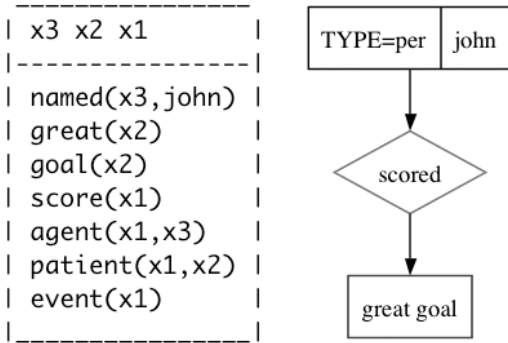 x3 x2 x1
named(x3,john)
great(x2)
goal(x2)
score(x1)
agent(x1,x3)
patient(x1,x2)
event(x1)
TYPE=per john
scored
great goal